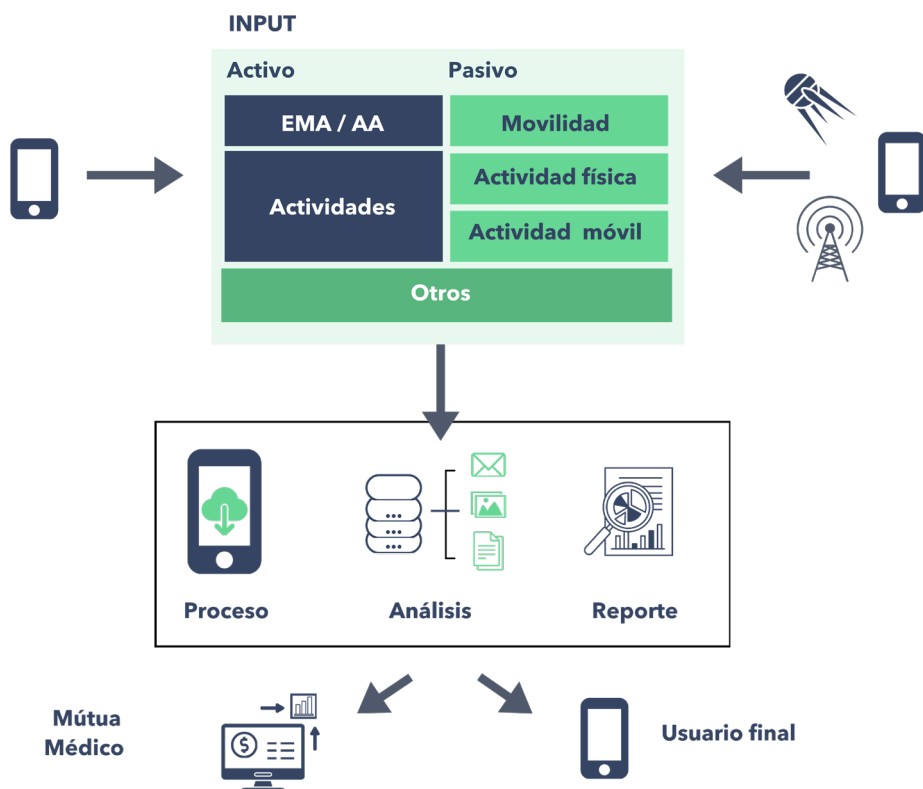 INPUT
Activo
Pasivo
EMA / AA
Movilidad
Actividades
Actividad física
Actividad móvil
Otros
Proceso
Análisis
Reporte
Mútua
Médico
$
Usuario final